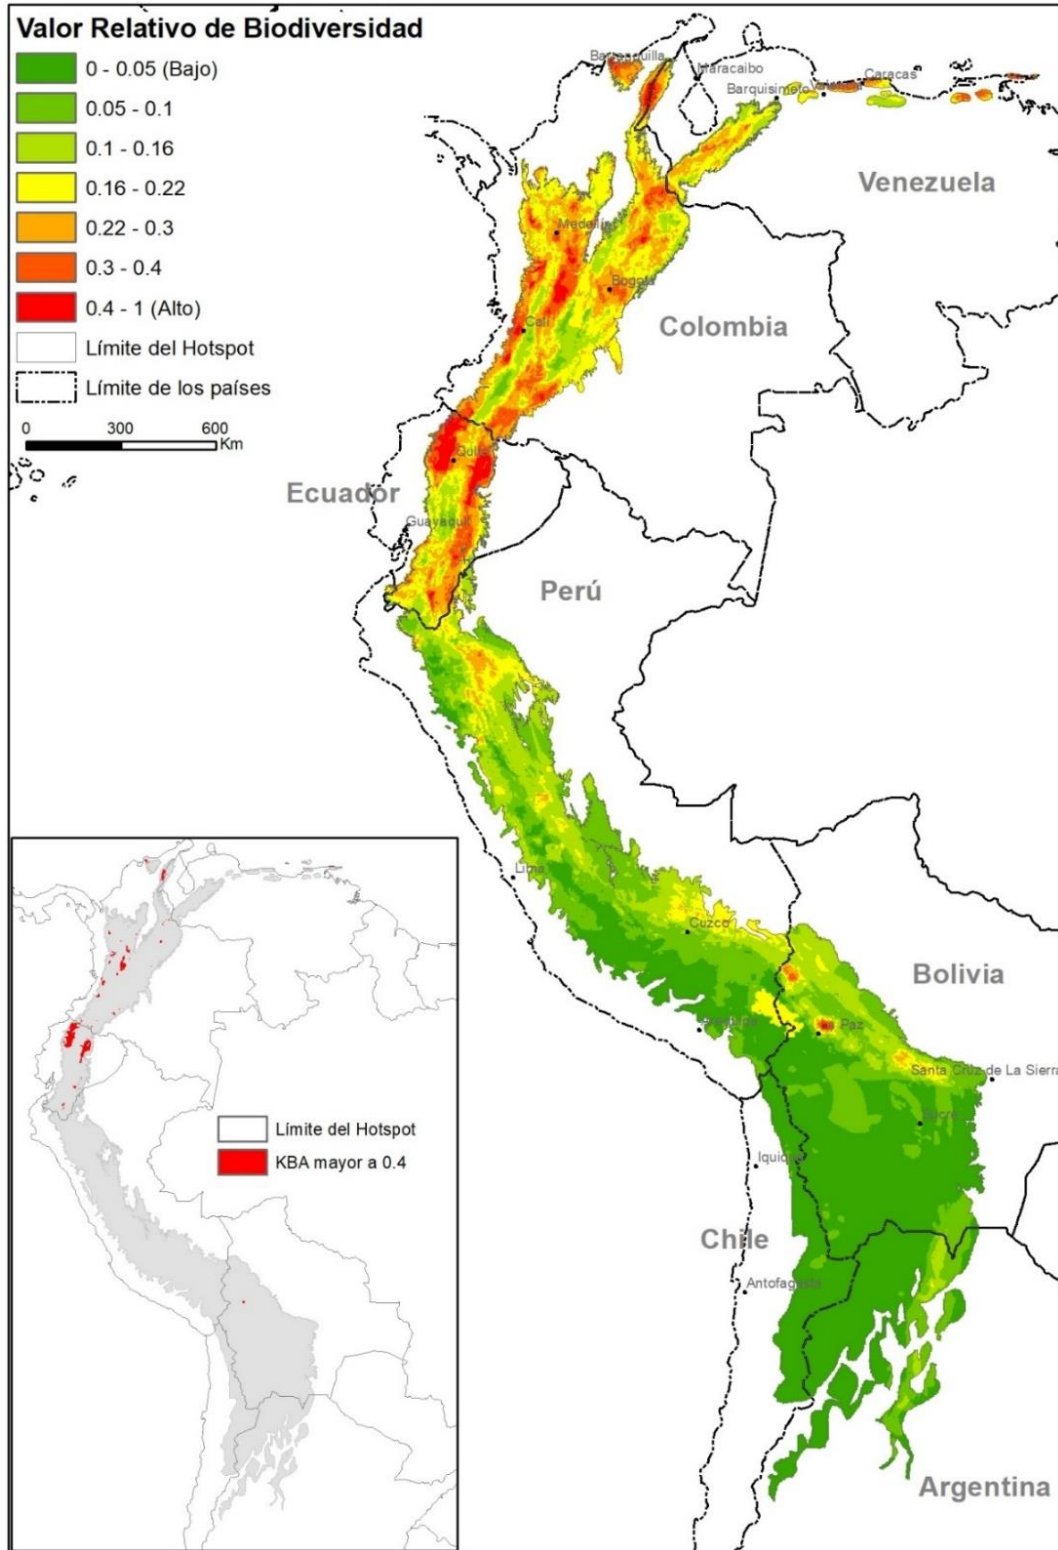 Valor Relativo de Biodiversidad
0 - 0.05 (Bajo)
0.05 - 0.1
0.1 - 0.16
0.16 - 0.22
0.22 - 0.3
0.3 - 0.4
0.4 - 1 (Alto)
Límite del Hotspot
Límite de los países
0 300 600
Km
Barranquilla
Maracaibo
Caracas
Barquisimeto
Valencia
Venezuela
Medellín
Bogotá
Colombia
Cali
Quito
Ecuador
Guayaquil
Perú
Lima
Cuzco
Bolivia
La Paz
Santa Cruz de La Sierra
Sucre
Iquique
Chile
Antofagasta
Argentina
Límite del Hotspot
KBA mayor a 0.4